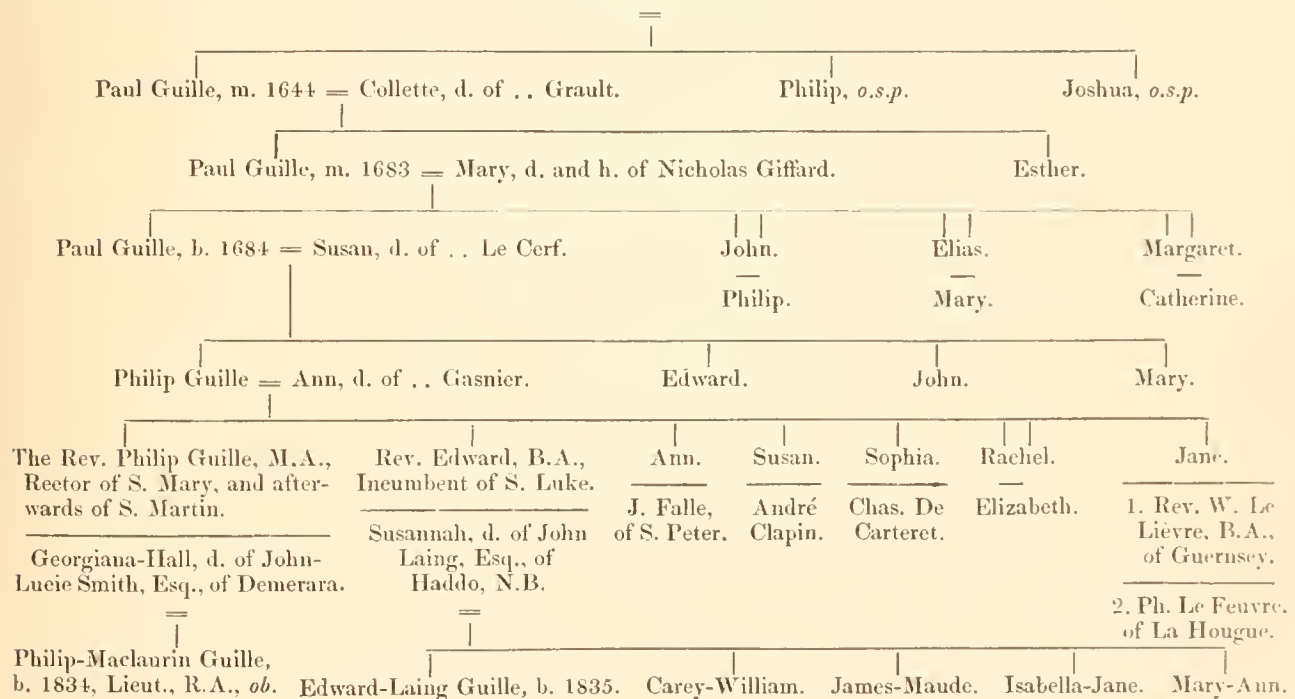 =
Paul Guille, m. 1644 = Collette, d. of . . Grault. Philip, o.s.p. Joshua, o.s.p.
Paul Guille, m. 1683 = Mary, d. and h. of Nicholas Giffard. Esther.
Paul Guille, b. 1684 = Susan, d. of . . Le Cerf. John. Elias. Margaret.
Philip. Mary. Catherine.
Philip Guille = Ann, d. of . . Gasnier. Edward. John. Mary.
The Rev. Philip Guille, M.A.,
Rector of S. Mary, and after-
wards of S. Martin.
Georgiana-Hall, d. of John-
Lucie Smith, Esq., of Demerara.
Rev. Edward, B.A.,
Incumbent of S. Luke.
Susannah, d. of John
Laing, Esq., of
Haddo, N.B.
Ann.
J. Falle,
of S. Peter.
Susan.
André
Clapin.
Sophia.
Chas. De
Carteret.
Rachel.
Elizabeth.
Jane.
1. Rev. W. Le
Lièvre, B.A.,
of Guernsey.
2. Ph. Le Feuvre.
of La Hougue.
= =
Philip-Maclaurin Guille,
b. 1834, Lieut., R.A., ob. Edward-Laing Guille, b. 1835. Carey-William. James-Maude. Isabella-Jane. Mary-Ann.